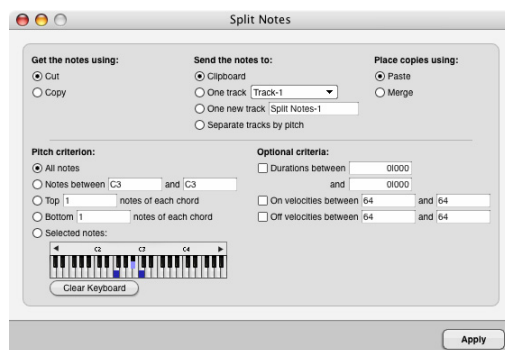 Split Notes
Get the notes using:
Cut
Copy
Send the notes to:
Clipboard
One track Track-1
One new track Split Notes-1
Separate tracks by pitch
Place copies using:
Paste
Merge
Pitch criterion:
All notes
Notes between C3 and C3
Top 1 notes of each chord
Bottom 1 notes of each chord
Selected notes:
C2 C3 C4
Clear Keyboard
Optional criteria:
Durations between 0|000
and 0|000
On velocities between 64 and 64
Off velocities between 64 and 64
Apply